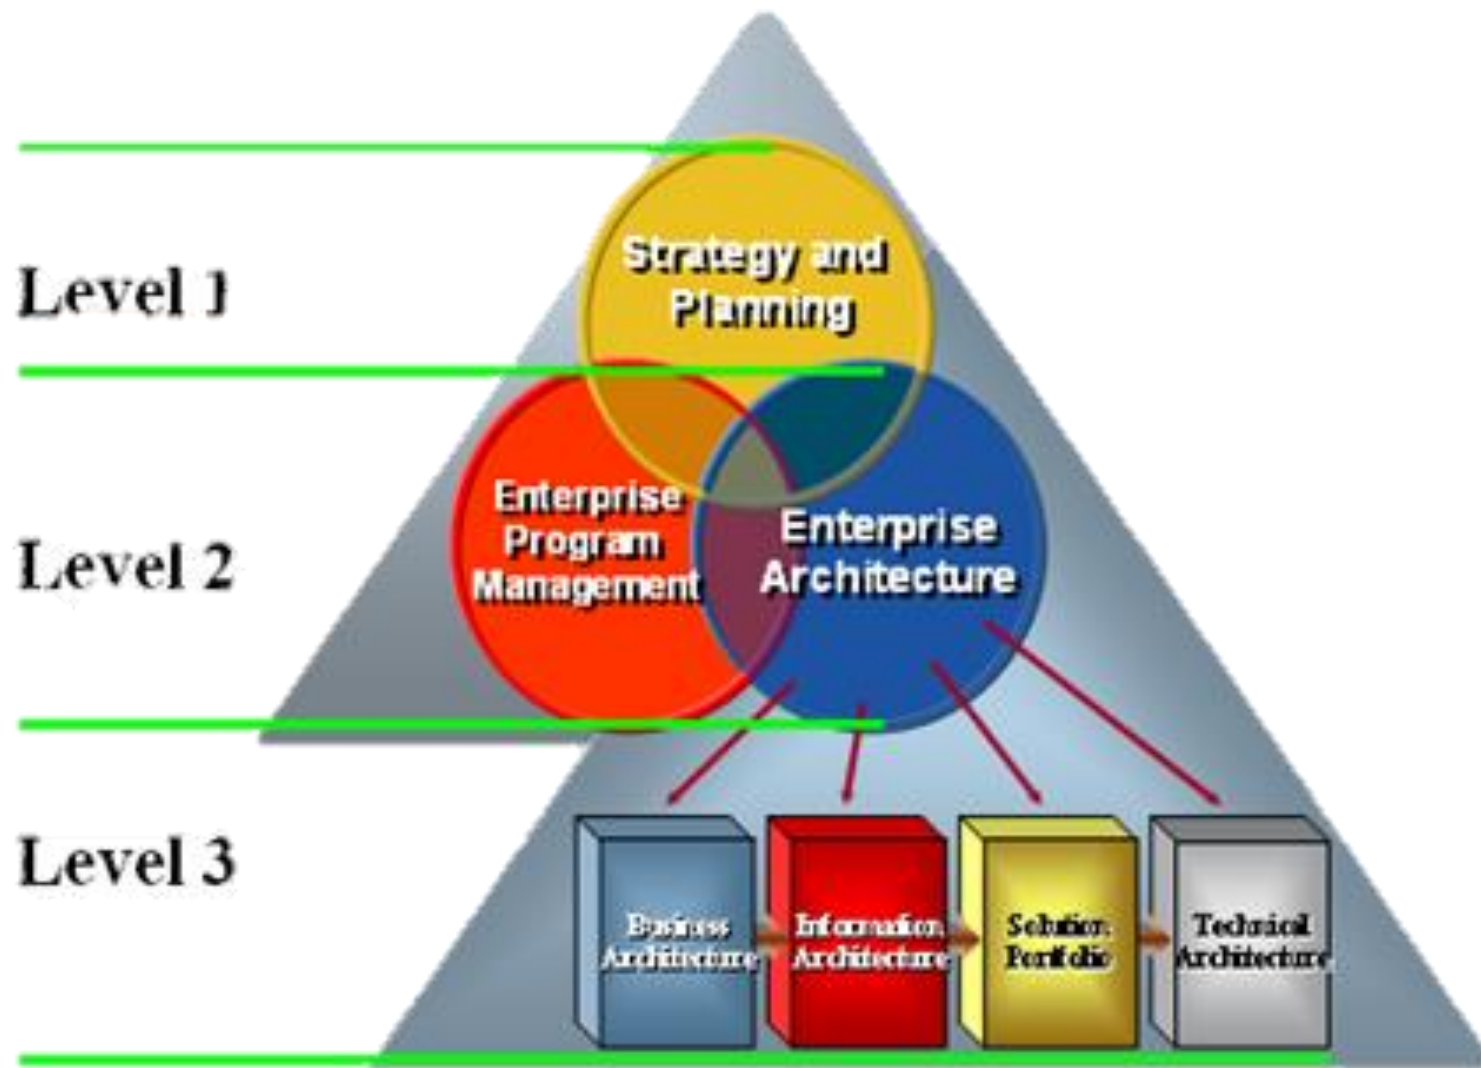 Level 1
Strategy and
Planning
Level 2
Enterprise
Program
Management
Enterprise
Architecture
Level 3
Business
Architecture
Information
Architecture
Solution
Portfolio
Technical
Architecture